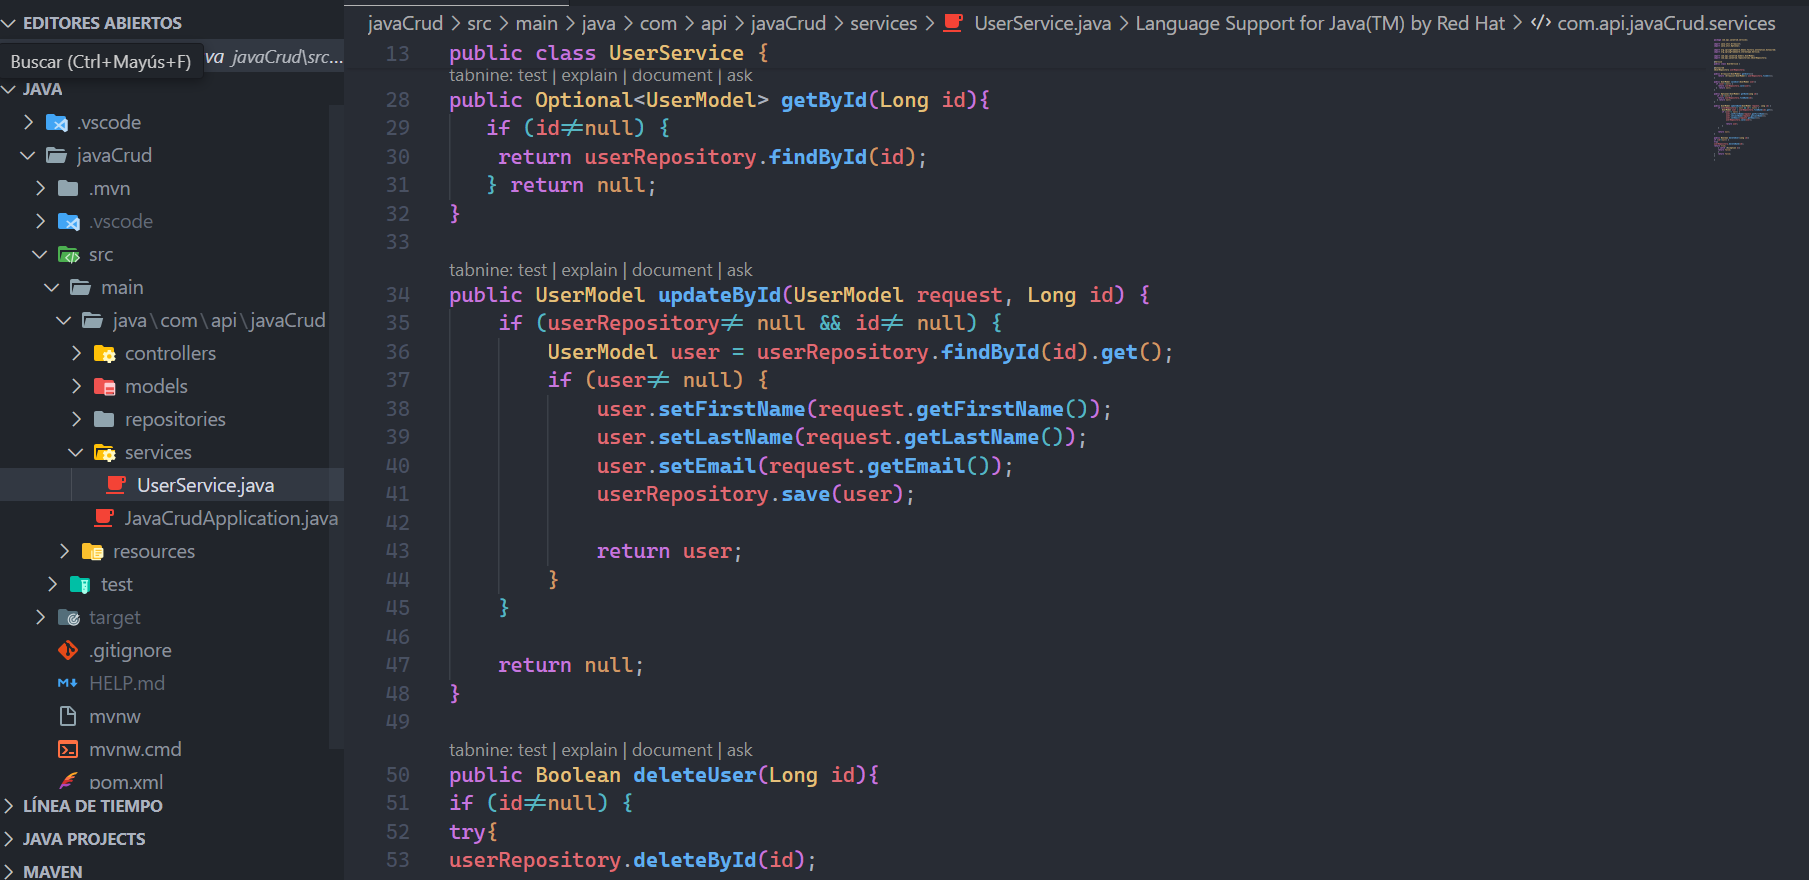 EDITORES ABIERTOS
Buscar (Ctrl+Mayús+F)
va javaCrud\src...
JAVA
.vscode
javaCrud
.mvn
.vscode
src
main
java\com\api\javaCrud
controllers
models
repositories
services
UserService.java
JavaCrudApplication.java
resources
test
target
.gitignore
HELP.md
mvnw
mvnw.cmd
pom.xml
LÍNEA DE TIEMPO
JAVA PROJECTS
MAVEN
javaCrud > src > main > java > com > api > javaCrud > services > UserService.java > Language Support for Java(TM) by Red Hat > </> com.api.javaCrud.services
13 public class UserService {
tabnine: test | explain | document | ask
28 public Optional<UserModel> getById(Long id){
29 if (id≠null) {
30 return userRepository.findById(id);
31 } return null;
32 }
33
tabnine: test | explain | document | ask
34 public UserModel updateById(UserModel request, Long id) {
35 if (userRepository≠ null && id≠ null) {
36 UserModel user = userRepository.findById(id).get();
37 if (user≠ null) {
38 user.setFirstName(request.getFirstName());
39 user.setLastName(request.getLastName());
40 user.setEmail(request.getEmail());
41 userRepository.save(user);
42
43 return user;
44 }
45 }
46
47 return null;
48 }
49
tabnine: test | explain | document | ask
50 public Boolean deleteUser(Long id){
51 if (id≠null) {
52 try{
53 userRepository.deleteById(id);